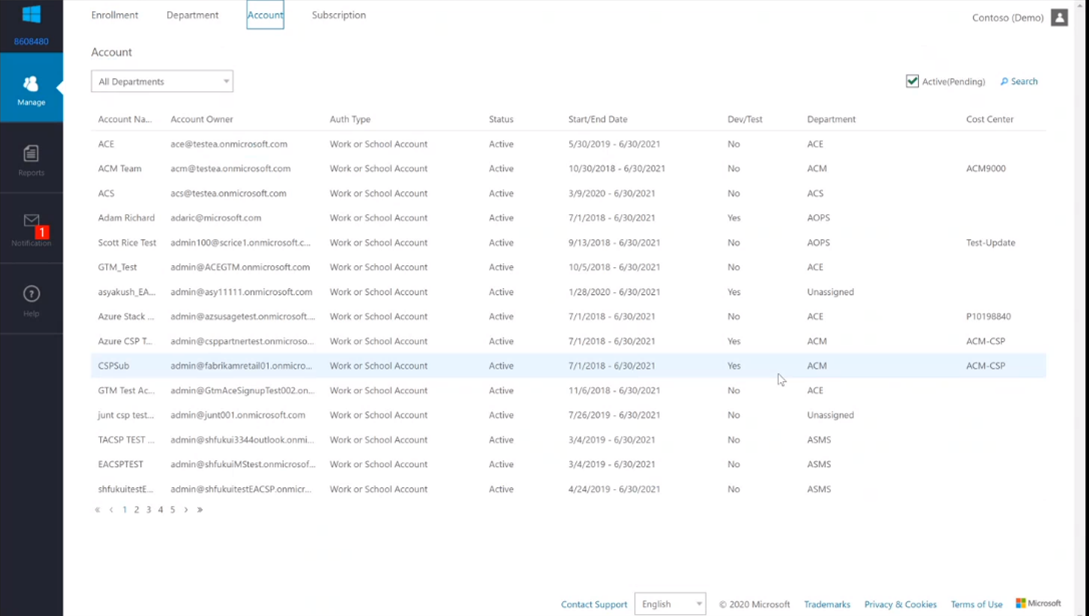 Enrollment Department Account Subscription
Contoso (Demo)
8608480
Account
Manage
All Departments
Active(Pending) Search
Account Na... Account Owner Auth Type Status Start/End Date Dev/Test Department Cost Center
ACE ace@testea.onmicrosoft.com Work or School Account Active 5/30/2019 - 6/30/2021 No ACE
ACM Team acm@testea.onmicrosoft.com Work or School Account Active 10/30/2018 - 6/30/2021 No ACM ACM9000
Reports
ACS acs@testea.onmicrosoft.com Work or School Account Active 3/9/2020 - 6/30/2021 No ACS
Adam Richard adaric@microsoft.com Work or School Account Active 7/1/2018 - 6/30/2021 Yes AOPS
1
Notification
Scott Rice Test admin100@scrice1.onmicrosoft.c... Work or School Account Active 9/13/2018 - 6/30/2021 No AOPS Test-Update
GTM_Test admin@ACEGTM.onmicrosoft.com Work or School Account Active 10/5/2018 - 6/30/2021 No ACE
asyakush_EA... admin@asy11111.onmicrosoft.com Work or School Account Active 1/28/2020 - 6/30/2021 Yes Unassigned
?
Help
Azure Stack ... admin@azsusagetest.onmicrosoft... Work or School Account Active 7/1/2018 - 6/30/2021 No ACE P10198840
Azure CSP T... admin@csppartnertest.onmicrosof... Work or School Account Active 7/1/2018 - 6/30/2021 Yes ACM ACM-CSP
CSPSub admin@fabrikamretail01.onmicro... Work or School Account Active 7/1/2018 - 6/30/2021 Yes ACM ACM-CSP
GTM Test Ac... admin@GtmAceSignupTest002.on... Work or School Account Active 11/6/2018 - 6/30/2021 No ACE
junt csp test... admin@junt001.onmicrosoft.com Work or School Account Active 7/26/2019 - 6/30/2021 No Unassigned
TACSP TEST ... admin@shfukui3344outlook.onmi... Work or School Account Active 3/4/2019 - 6/30/2021 No ASMS
EACSPTEST admin@shfukuiMStest.onmicrosof... Work or School Account Active 3/4/2019 - 6/30/2021 No ASMS
shfukuitestE... admin@shfukuitestEACSP.onmicr... Work or School Account Active 4/24/2019 - 6/30/2021 No ASMS
« ‹ 1 2 3 4 5 › »
Contact Support English © 2020 Microsoft Trademarks Privacy & Cookies Terms of Use Microsoft